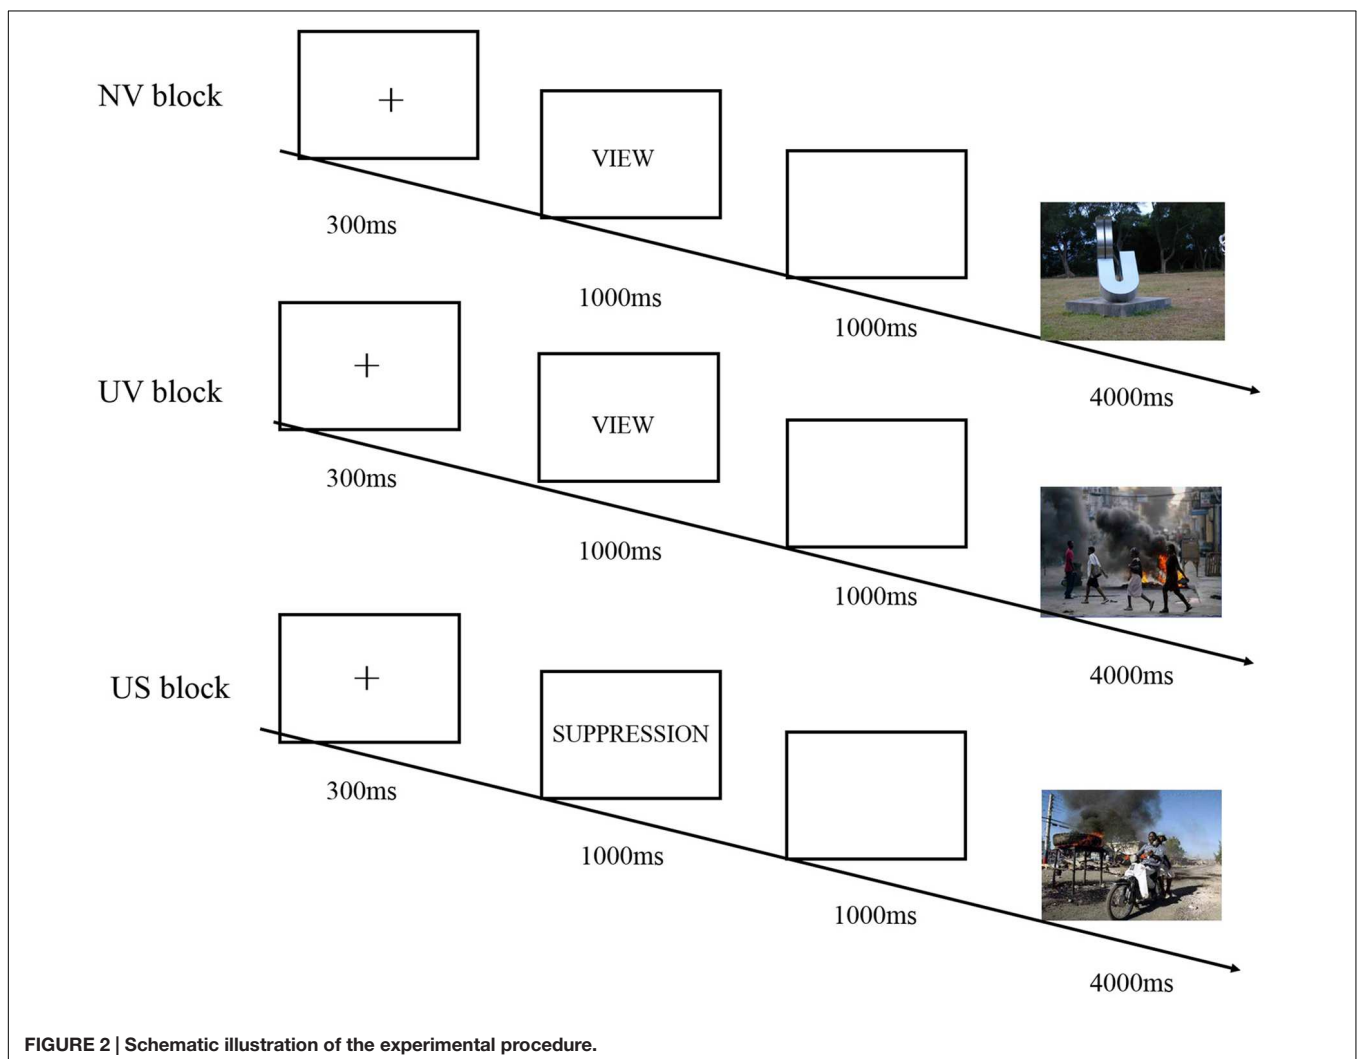 NV block
+
VIEW
300ms
1000ms
1000ms
4000ms
UV block
+
VIEW
300ms
1000ms
1000ms
4000ms
US block
+
SUPPRESSION
300ms
1000ms
1000ms
4000ms
FIGURE 2 | Schematic illustration of the experimental procedure.